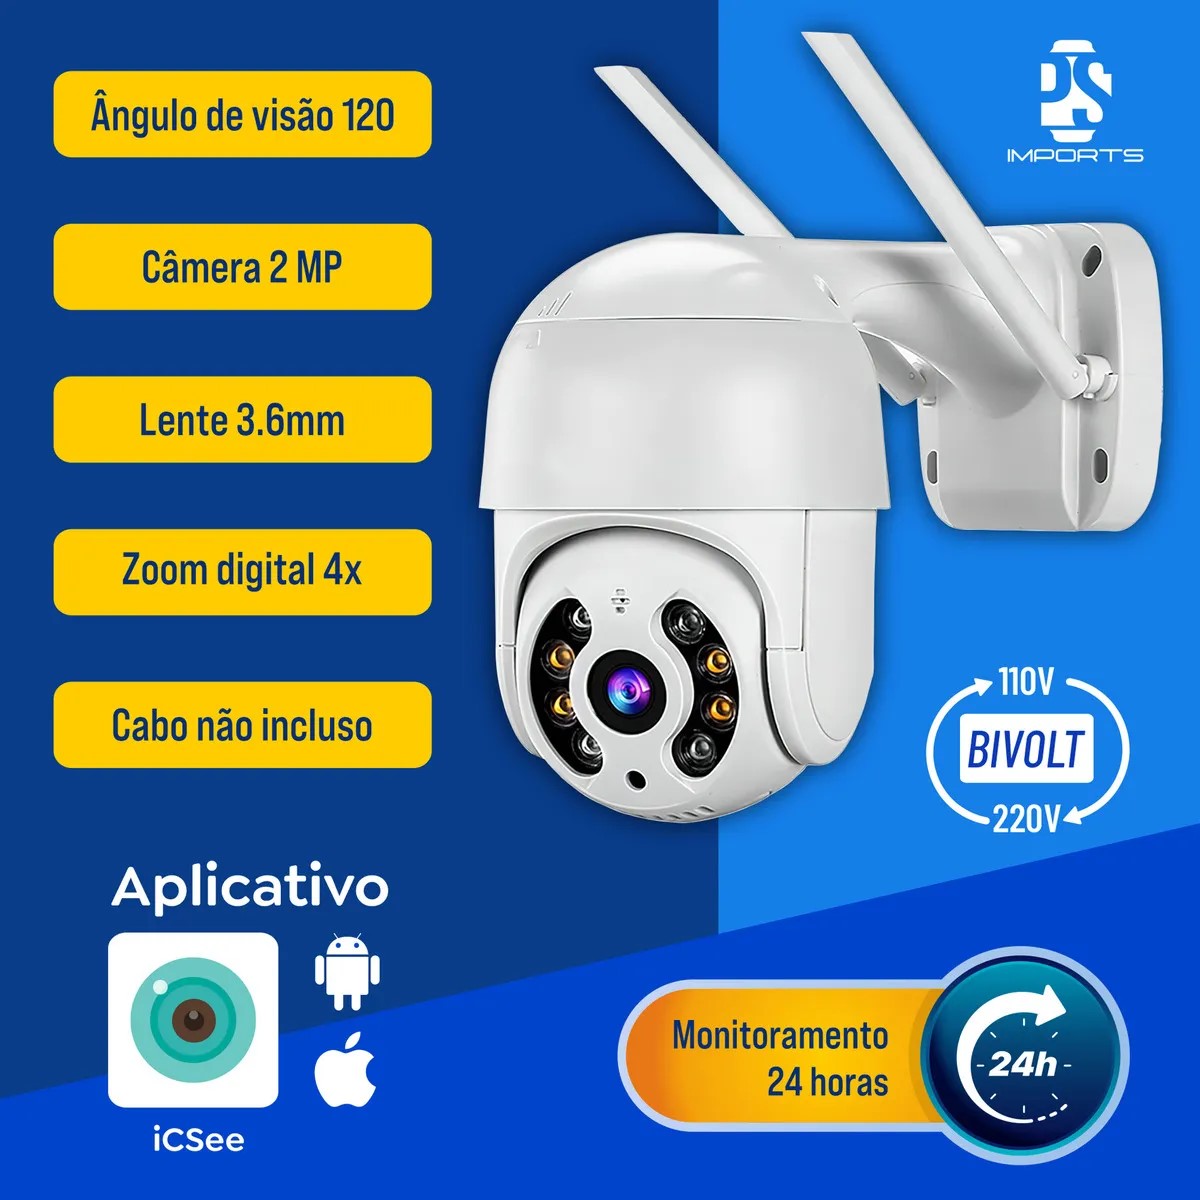 Ângulo de visão 120
Câmera 2 MP
Lente 3.6mm
Zoom digital 4x
Cabo não incluso
Aplicativo
iCSee
PS
IMPORTS
110V
BIVOLT
220V
Monitoramento
24 horas
24h